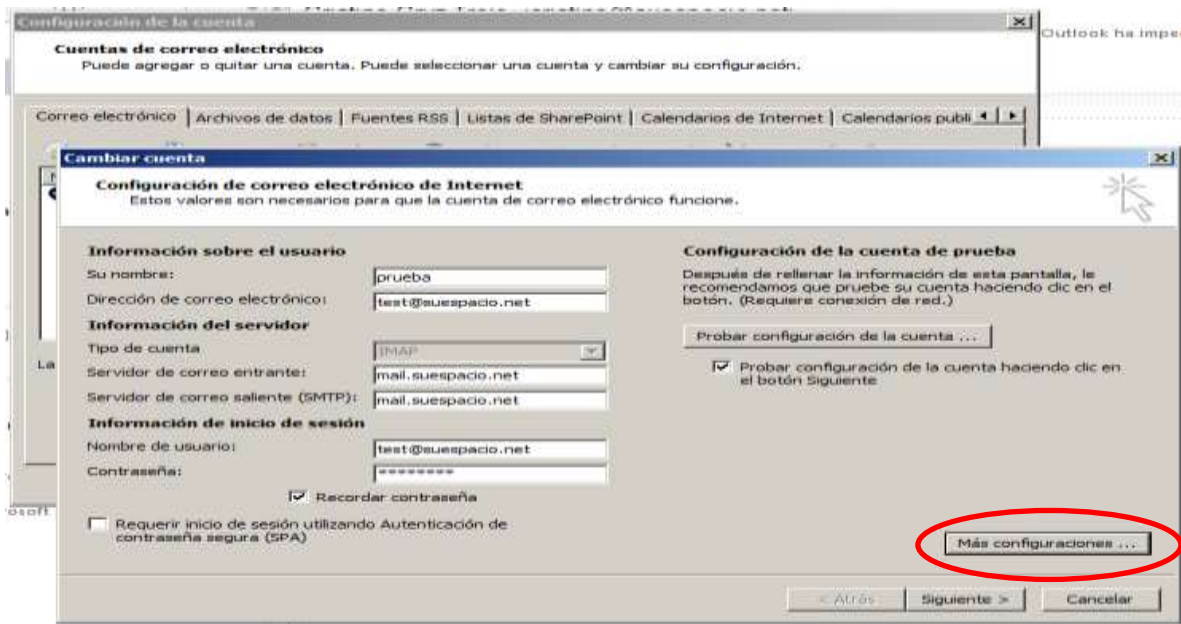 Configuración de la cuenta
Outlook ha impe
Cuentas de correo electrónico
Puede agregar o quitar una cuenta. Puede seleccionar una cuenta y cambiar su configuración.
Correo electrónico | Archivos de datos | Fuentes RSS | Listas de SharePoint | Calendarios de Internet | Calendarios publi
Cambiar cuenta
Configuración de correo electrónico de Internet
Estos valores son necesarios para que la cuenta de correo electrónico funcione.
Información sobre el usuario
Su nombre: prueba
Dirección de correo electrónico: test@suespacio.net
Información del servidor
Tipo de cuenta IMAP
Servidor de correo entrante: mail.suespacio.net
Servidor de correo saliente (SMTP): mail.suespacio.net
Información de inicio de sesión
Nombre de usuario: test@suespacio.net
Contraseña: ********
Recordar contraseña
Requerir inicio de sesión utilizando Autenticación de
contraseña segura (SPA)
Configuración de la cuenta de prueba
Después de rellenar la información de esta pantalla, le
recomendamos que pruebe su cuenta haciendo clic en el
botón. (Requiere conexión de red.)
Probar configuración de la cuenta ...
Probar configuración de la cuenta haciendo clic en
el botón Siguiente
Más configuraciones ...
La
osoft
< Atrás
Siguiente >
Cancelar